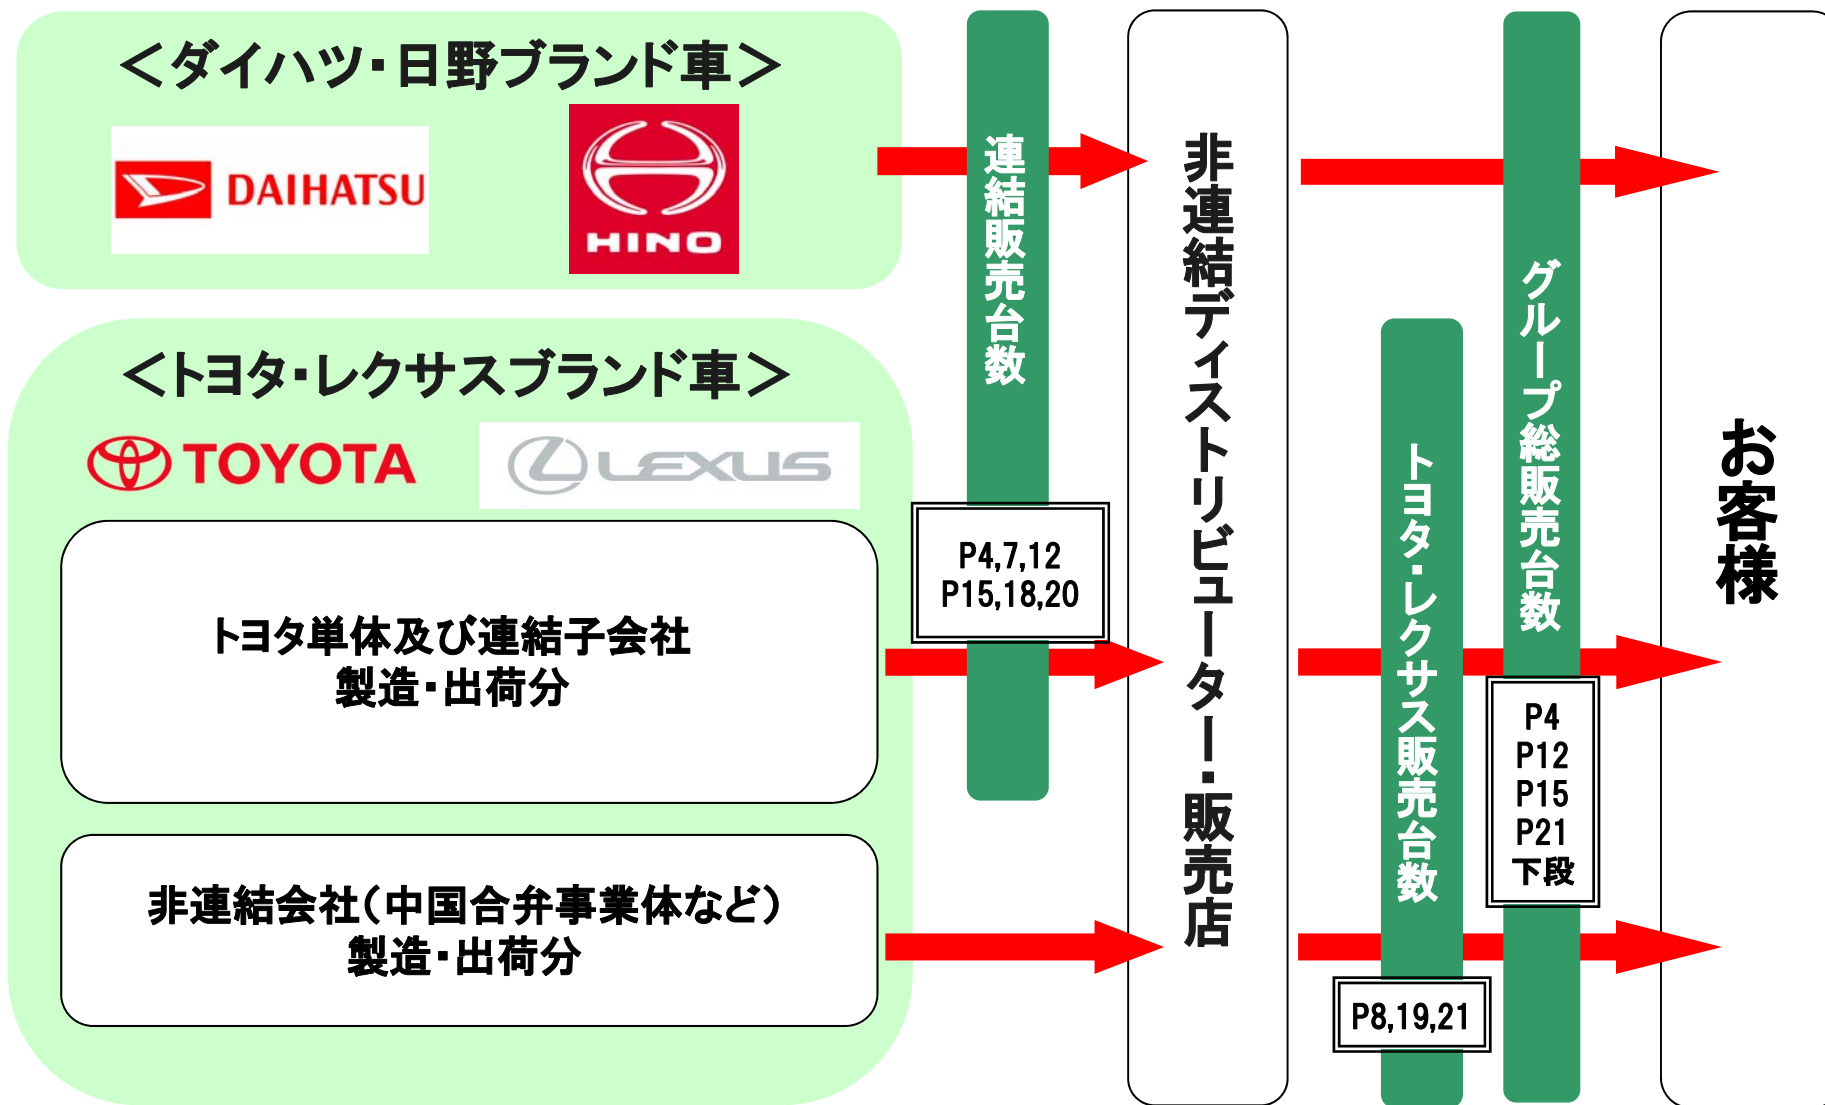 ＜ダイハツ・日野ブランド車＞
DAIHATSU
HINO
＜トヨタ・レクサスブランド車＞
TOYOTA
LEXUS
トヨタ単体及び連結子会社
製造・出荷分
非連結会社（中国合弁事業体など）
製造・出荷分
連結販売台数
P4,7,12
P15,18,20
非連結ディストリビューター・販売店
トヨタ・レクサス販売台数
P8,19,21
グループ総販売台数
P4
P12
P15
P21
下段
お客様